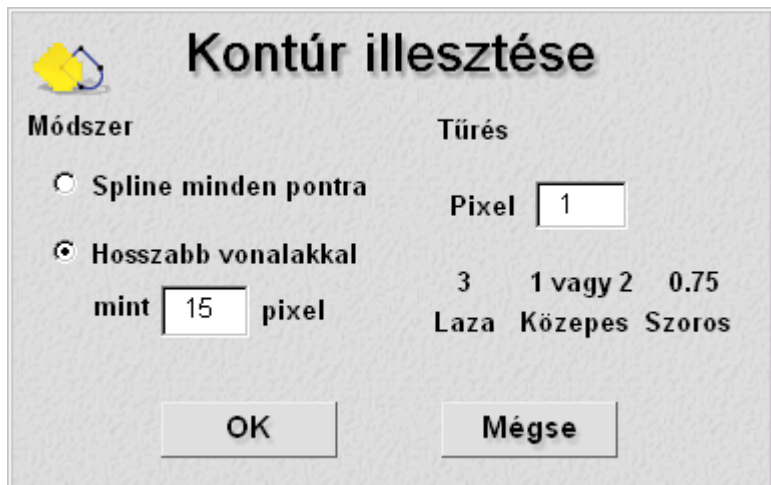 Kontúr illesztése
Módszer
Spline minden pontra
Hosszabb vonalakkal
mint 15 pixel
Tűrés
Pixel 1
3 1 vagy 2 0.75
Laza Közepes Szoros
OK
Mégse